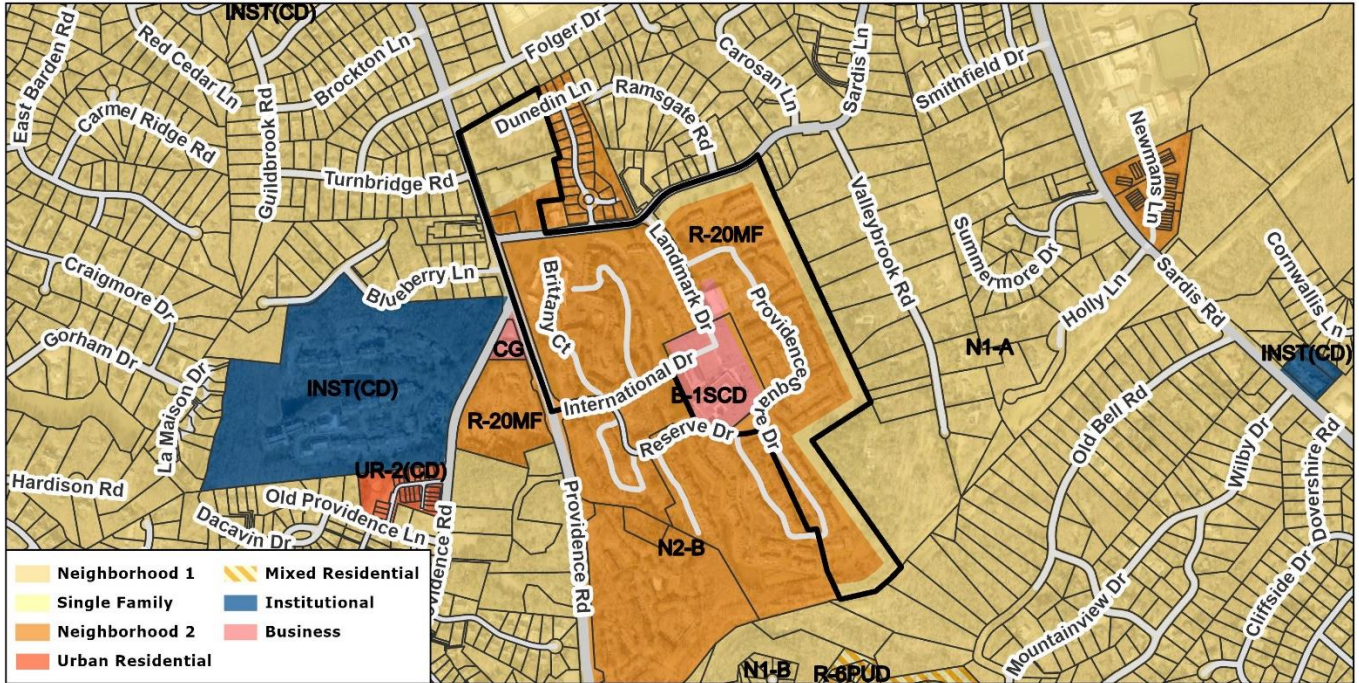 INST(CD)
East Barden Rd
Red Cedar Ln
Brockton Ln
Folger Dr
Carosan Ln
Sardis Ln
Smithfield Dr
Carmel Ridge Rd
Guildbrook Rd
Dunedin Ln
Ramsgate Rd
Turnbridge Rd
Newmans Ln
Valleybrook Rd
Summermore Dr
Cornwallis Ln
Craigmore Dr
Blueberry Ln
Brittany Ct
Landmark Dr
R-20MF
Providence Square Dr
Holly Ln
Sardis Rd
Gorham Dr
La Maison Dr
INST(CD)
CG
International Dr
B-1SCD
N1-A
INST(CD)
R-20MF
Reserve Dr
Old Bell Rd
Wilby Dr
Dovershire Rd
Hardison Rd
UR-2(CD)
Old Providence Ln
Dacavin Dr
Providence Rd
N2-B
Mountainview Dr
Cliffside Dr
N1-B
R-6PUD
Neighborhood 1
Single Family
Neighborhood 2
Urban Residential
Mixed Residential
Institutional
Business